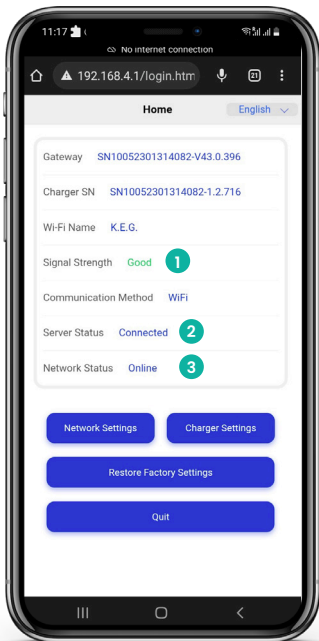 11:17
No internet connection
192.168.4.1/login.htm
21
Home
English
Gateway SN10052301314082-V43.0.396
Charger SN SN10052301314082-1.2.716
Wi-Fi Name K.E.G.
Signal Strength Good 1
Communication Method WiFi
Server Status Connected 2
Network Status Online 3
Network Settings Charger Settings
Restore Factory Settings
Quit